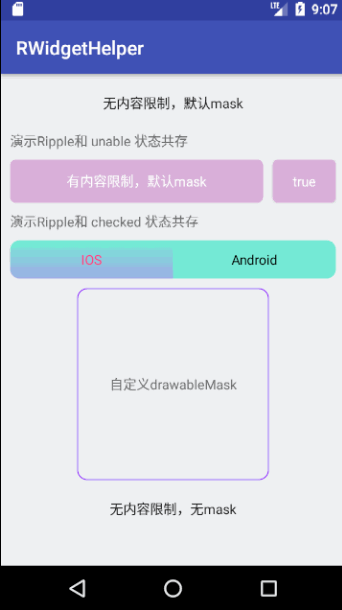 LTE 9:07
RWidgetHelper
无内容限制，默认mask
演示Ripple和 unable 状态共存
有内容限制，默认mask true
演示Ripple和 checked 状态共存
IOS Android
自定义drawableMask
无内容限制，无mask